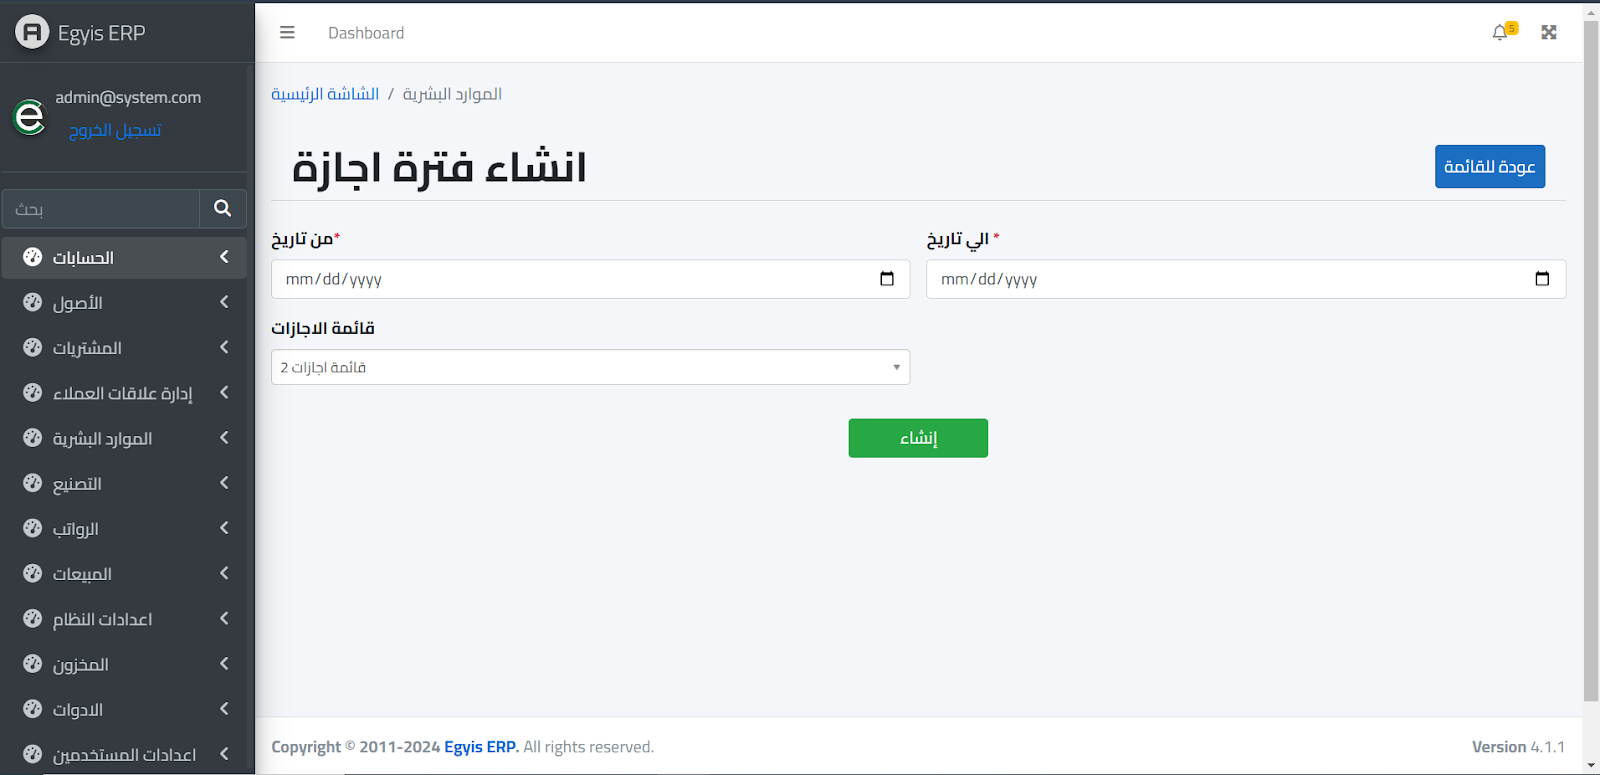 Egyis ERP
Dashboard
5
admin@system.com
تسجيل الخروج
بحث
الحسابات
الأصول
المشتريات
إدارة علاقات العملاء
الموارد البشرية
التصنيع
الرواتب
المبيعات
اعدادات النظام
المخزون
الادوات
اعدادات المستخدمين
الشاشة الرئيسية / الموارد البشرية
انشاء فترة اجازة
عودة للقائمة
من تاريخ*
mm/dd/yyyy
الي تاريخ *
mm/dd/yyyy
قائمة الاجازات
قائمة اجازات 2
إنشاء
Copyright © 2011-2024 Egyis ERP. All rights reserved.
Version 4.1.1